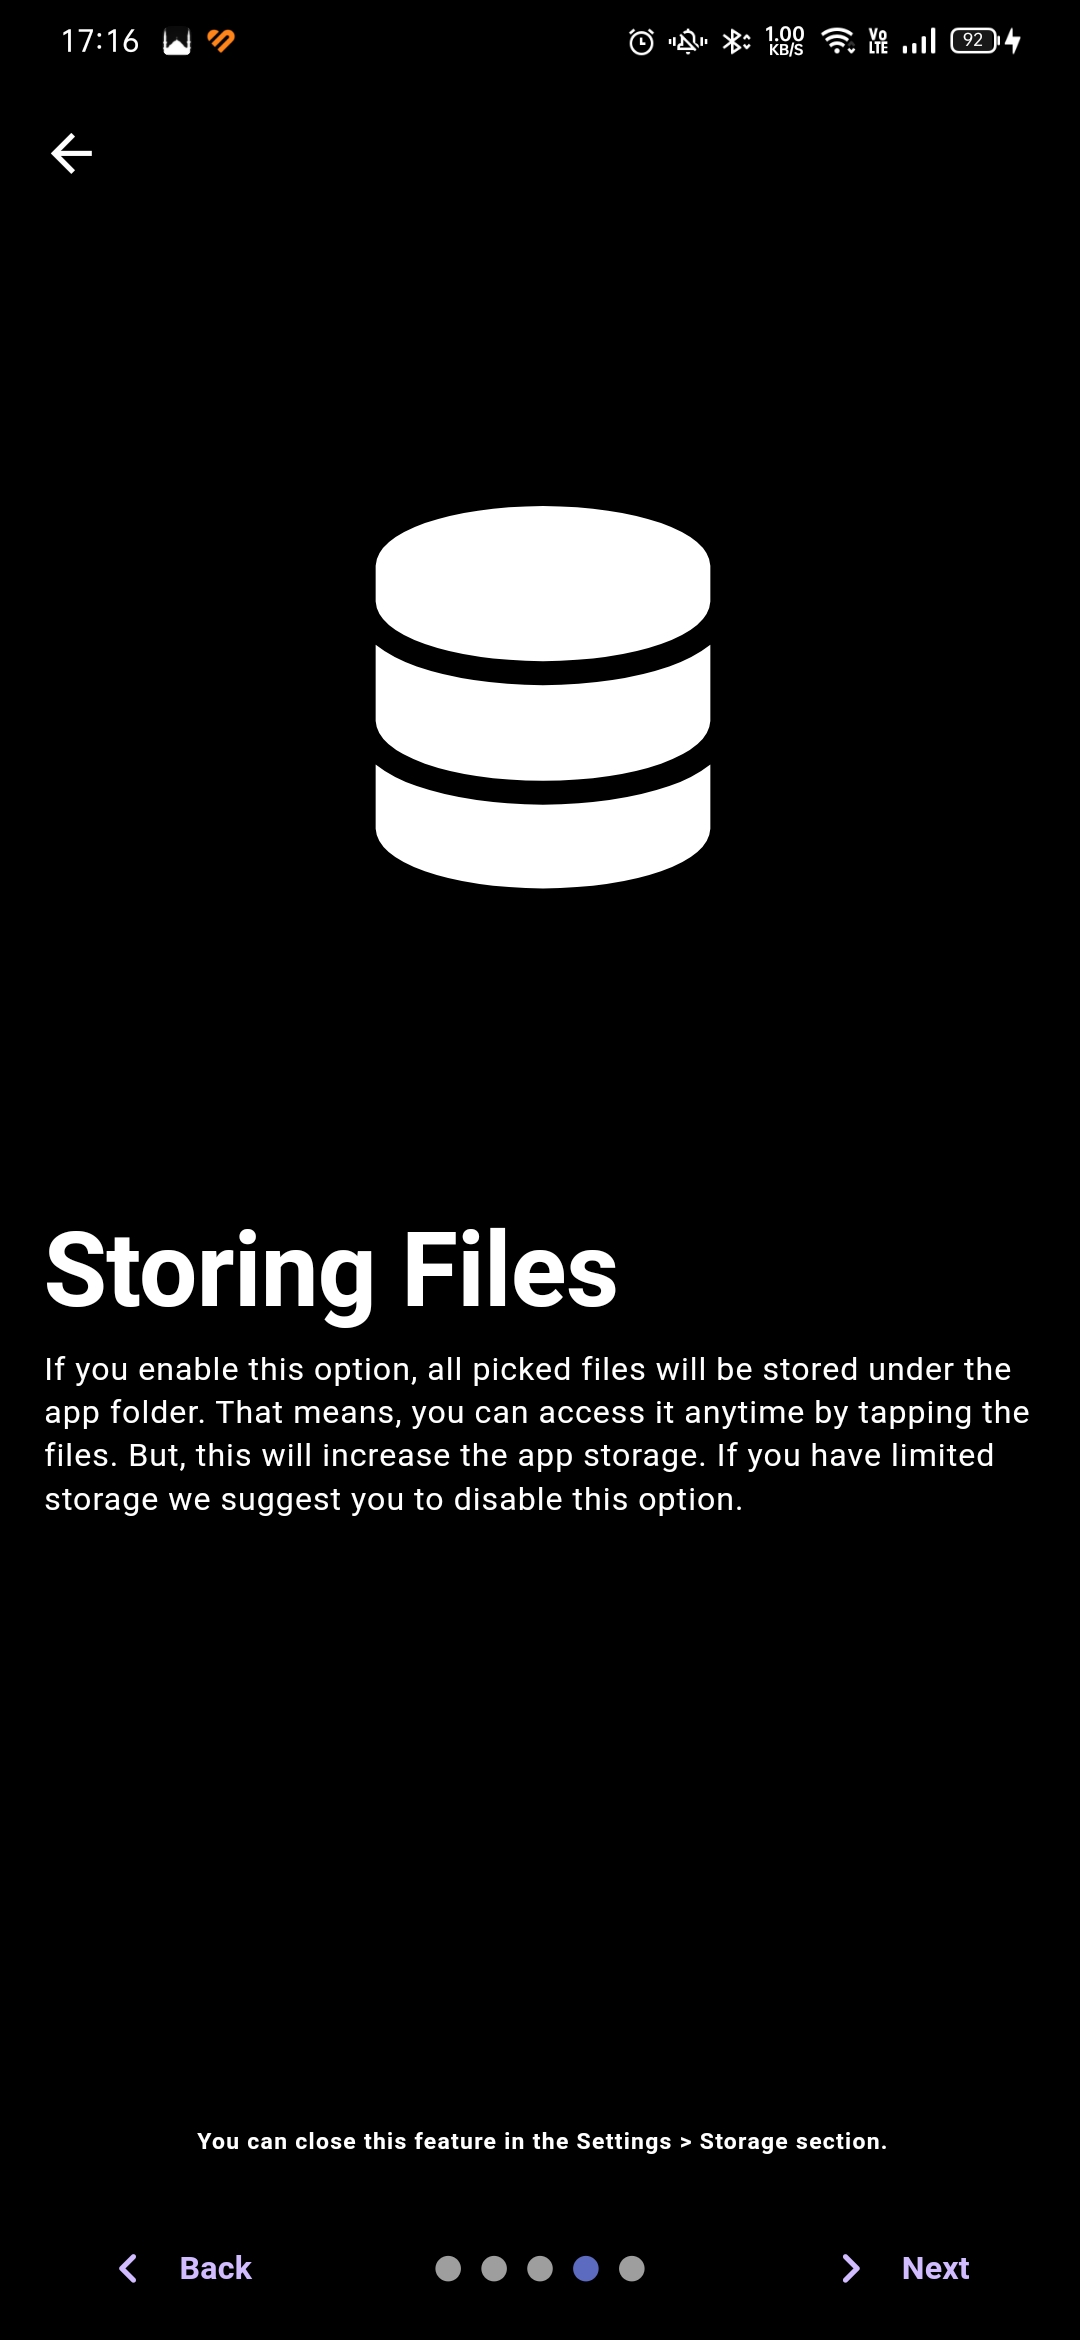 17:16
1.00
KB/S
Vo
LTE
92
Storing Files
If you enable this option, all picked files will be stored under the
app folder. That means, you can access it anytime by tapping the
files. But, this will increase the app storage. If you have limited
storage we suggest you to disable this option.
You can close this feature in the Settings > Storage section.
Back
Next